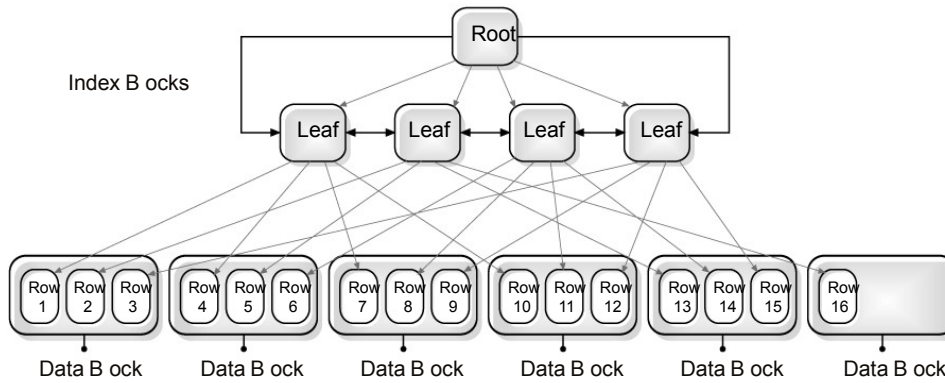 Root
Index B ocks
Leaf Leaf Leaf Leaf
Row Row Row Row Row Row Row Row Row Row Row Row Row Row Row Row
1 2 3 4 5 6 7 8 9 10 11 12 13 14 15 16
Data B ock Data B ock Data B ock Data B ock Data B ock Data B ock